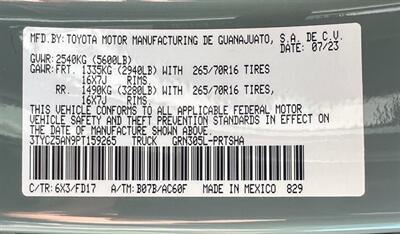 MFD.BY: TOYOTA MOTOR MANUFACTURING DE GUANAJUATO, S.A. DE C.V.
DATE: 07/23
GVWR: 2540KG (5600LB)
GAWR: FRT. 1335KG (2940LB) WITH 265/70R16 TIRES
16X7J RIMS.
RR. 1490KG (3280LB) WITH 265/70R16 TIRES
16X7J RIMS.
THIS VEHICLE CONFORMS TO ALL APPLICABLE FEDERAL MOTOR
VEHICLE SAFETY AND THEFT PREVENTION STANDARDS IN EFFECT ON
THE DATE OF MANUFACTURE SHOWN ABOVE.
3TYCZ5AN9PT159265 TRUCK GRN305L-PRTSHA
C/TR: 6X3/FD17 A/TM: B07B/AC60F MADE IN MEXICO 829